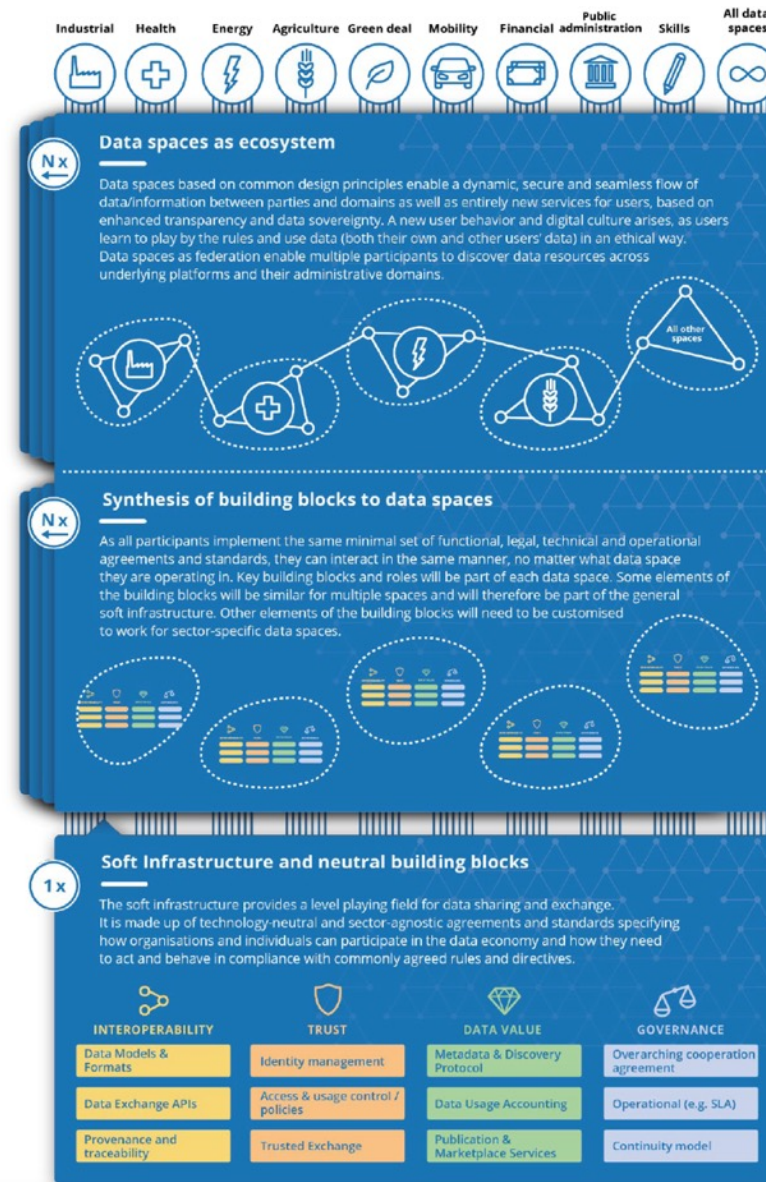 Industrial Health Energy Agriculture Green deal Mobility Financial Public administration Skills All data spaces
N x
Data spaces as ecosystem
Data spaces based on common design principles enable a dynamic, secure and seamless flow of
data/information between parties and domains as well as entirely new services for users, based on
enhanced transparency and data sovereignty. A new user behavior and digital culture arises, as users
learn to play by the rules and use data (both their own and other users' data) in an ethical way.
Data spaces as federation enable multiple participants to discover data resources across
underlying platforms and their administrative domains.
All other
spaces
N x
Synthesis of building blocks to data spaces
As all participants implement the same minimal set of functional, legal, technical and operational
agreements and standards, they can interact in the same manner, no matter what data space
they are operating in. Key building blocks and roles will be part of each data space. Some elements of
the building blocks will be similar for multiple spaces and will therefore be part of the general
soft infrastructure. Other elements of the building blocks will need to be customised
to work for sector-specific data spaces.
1 x
Soft Infrastructure and neutral building blocks
The soft infrastructure provides a level playing field for data sharing and exchange.
It is made up of technology-neutral and sector-agnostic agreements and standards specifying
how organisations and individuals can participate in the data economy and how they need
to act and behave in compliance with commonly agreed rules and directives.
INTEROPERABILITY
Data Models &
Formats
Data Exchange APIs
Provenance and
traceability
TRUST
Identity management
Access & usage control /
policies
Trusted Exchange
DATA VALUE
Metadata & Discovery
Protocol
Data Usage Accounting
Publication &
Marketplace Services
GOVERNANCE
Overarching cooperation
agreement
Operational (e.g. SLA)
Continuity model